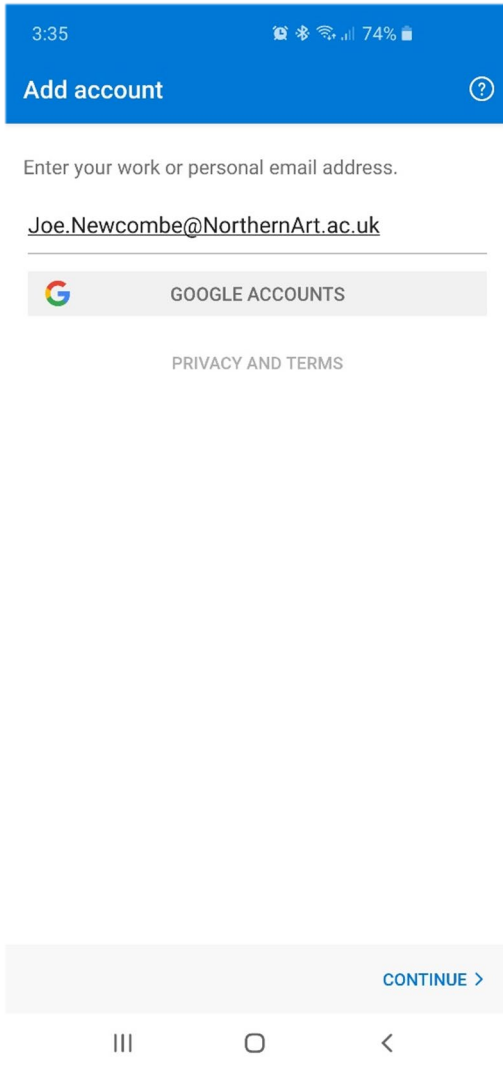 3:35 74%
Add account
Enter your work or personal email address.
Joe.Newcombe@NorthernArt.ac.uk
GOOGLE ACCOUNTS
PRIVACY AND TERMS
CONTINUE